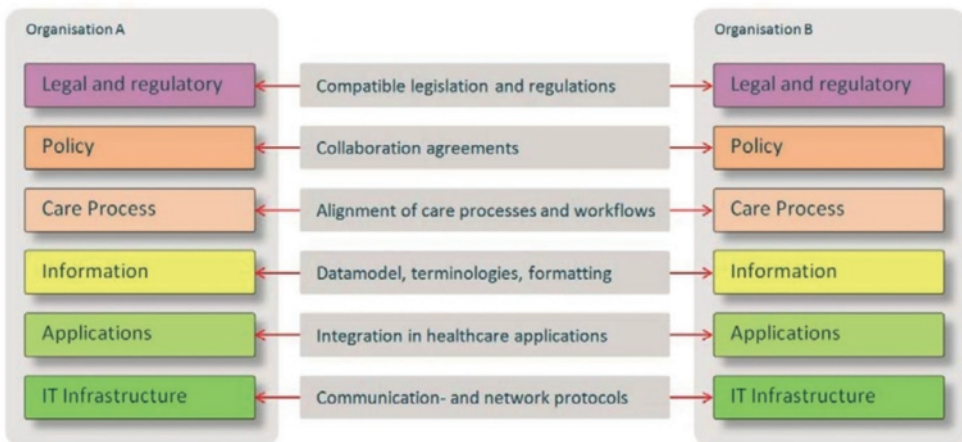 Organisation A
Organisation B
Legal and regulatory
Compatible legislation and regulations
Legal and regulatory
Policy
Collaboration agreements
Policy
Care Process
Alignment of care processes and workflows
Care Process
Information
Datamodel, terminologies, formatting
Information
Applications
Integration in healthcare applications
Applications
IT Infrastructure
Communication- and network protocols
IT Infrastructure